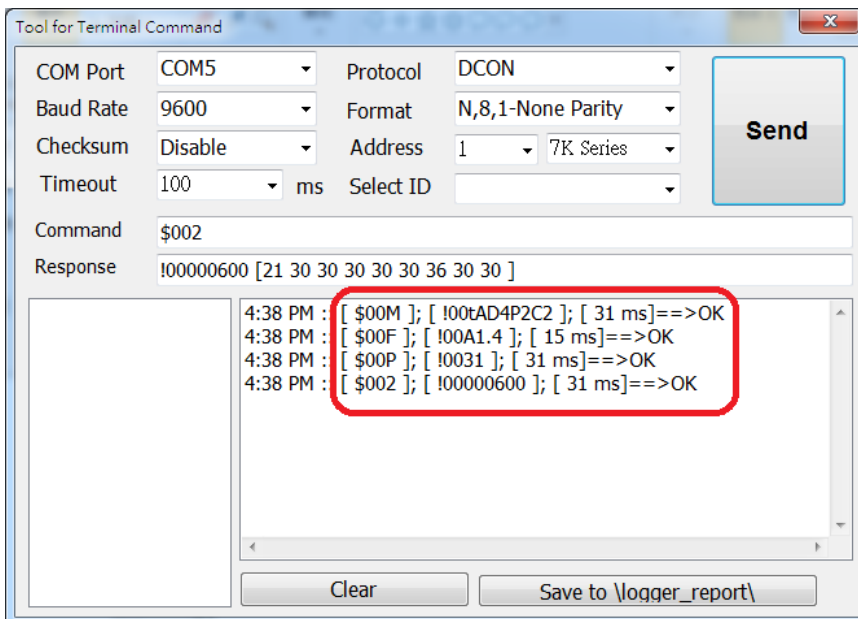 Tool for Terminal Command
x
COM Port COM5 Protocol DCON
Baud Rate 9600 Format N,8,1-None Parity
Checksum Disable Address 1 7K Series
Timeout 100 ms Select ID
Send
Command $002
Response !00000600 [21 30 30 30 30 30 36 30 30 ]
4:38 PM :: [ $00M ]; [ !00tAD4P2C2 ]; [ 31 ms]==>OK
4:38 PM :: [ $00F ]; [ !00A1.4 ]; [ 15 ms]==>OK
4:38 PM :: [ $00P ]; [ !0031 ]; [ 31 ms]==>OK
4:38 PM :: [ $002 ]; [ !00000600 ]; [ 31 ms]==>OK
Clear Save to \logger_report\